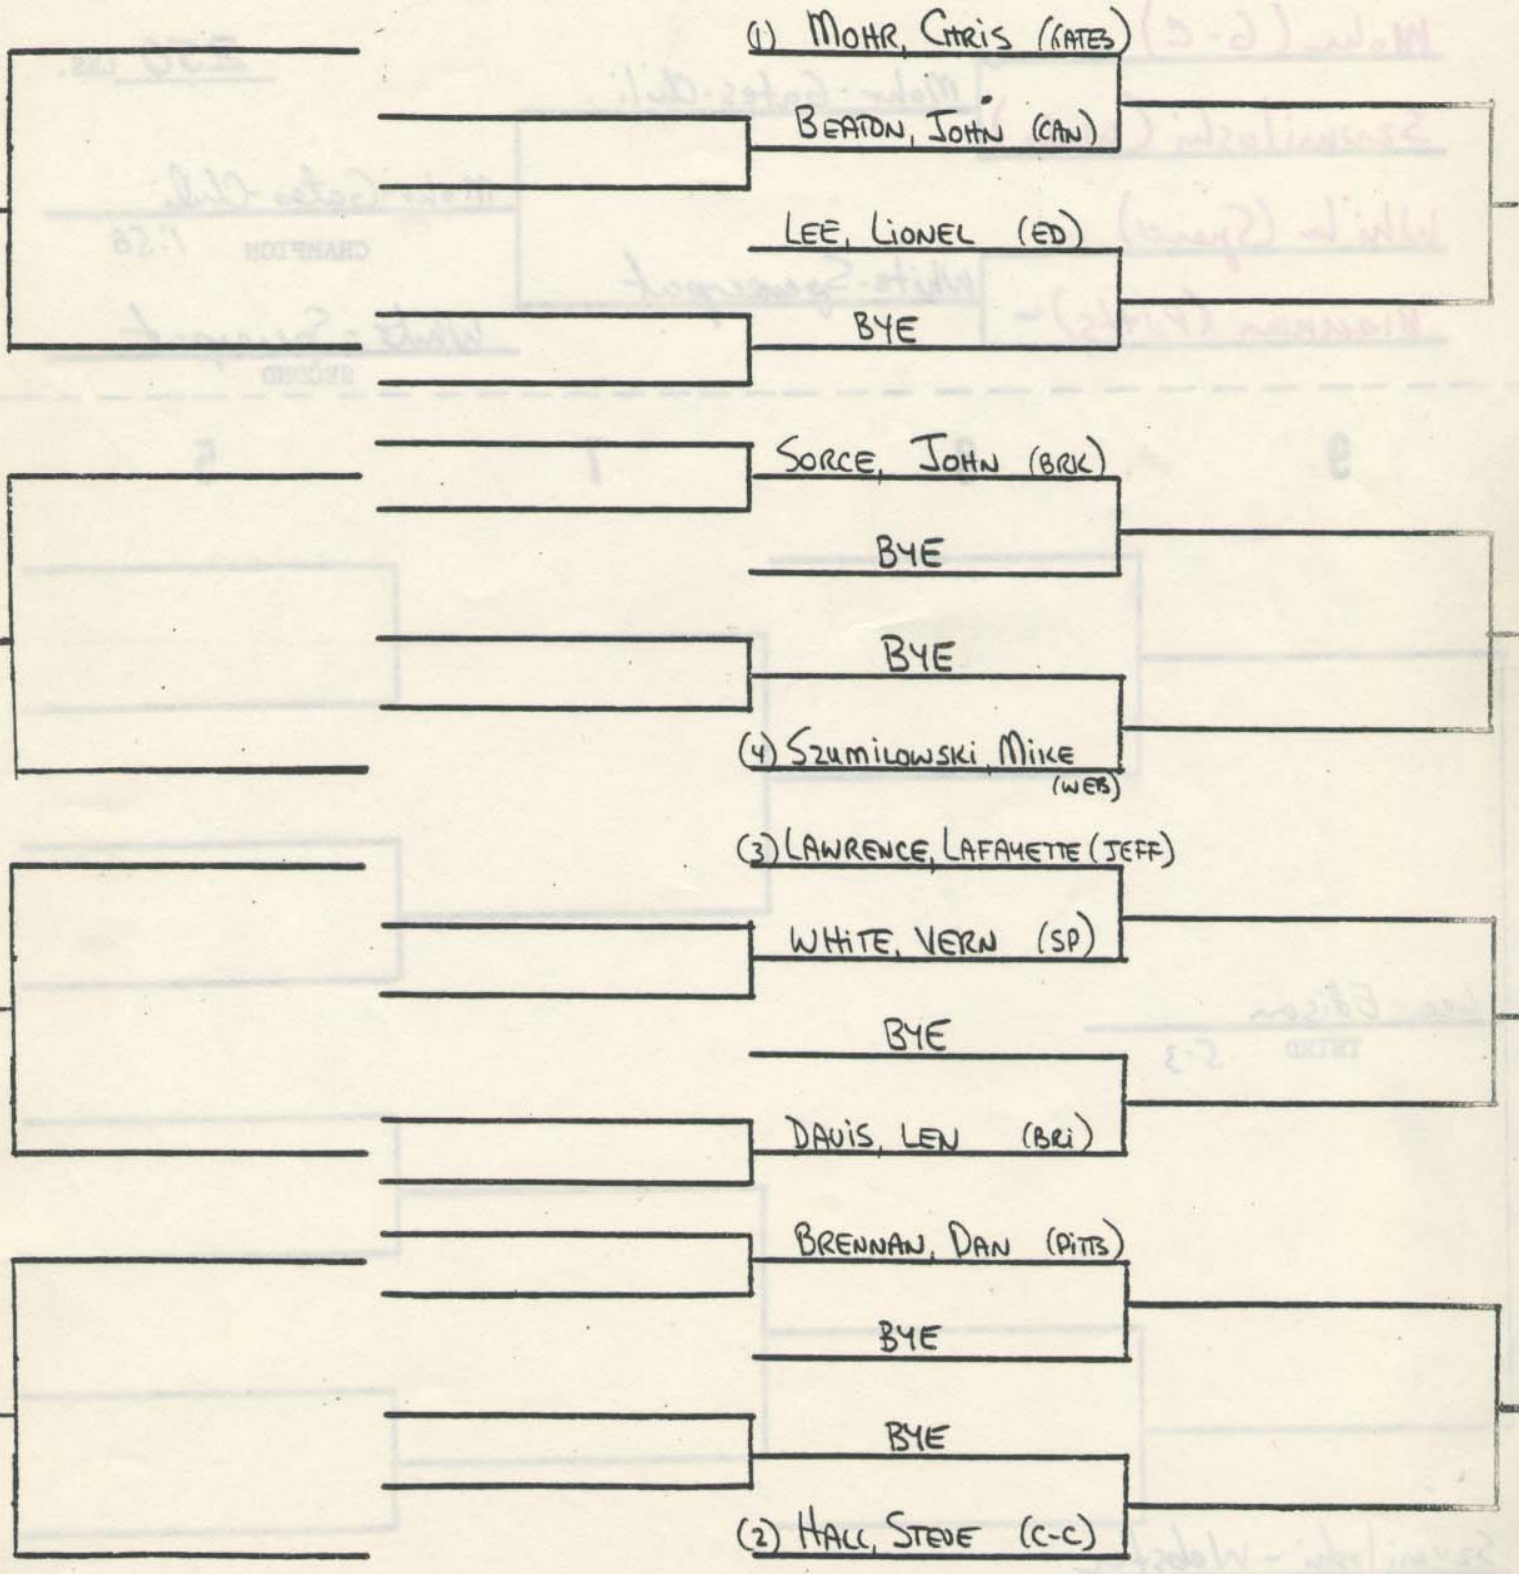 (1) MOHR, CHRIS (GATES)
BEATON, JOHN (CAN)
LEE, LIONEL (ED)
BYE
SORCE, JOHN (BRK)
BYE
BYE
(4) SZUMILOWSKI, MIKE
(WEB)
(3) LAWRENCE, LAFAYETTE (JEFF)
WHITE, VERN (SP)
BYE
DAVIS, LEN (BRI)
BRENNAN, DAN (PITTS)
BYE
BYE
(2) HALL, STEVE (C-C)